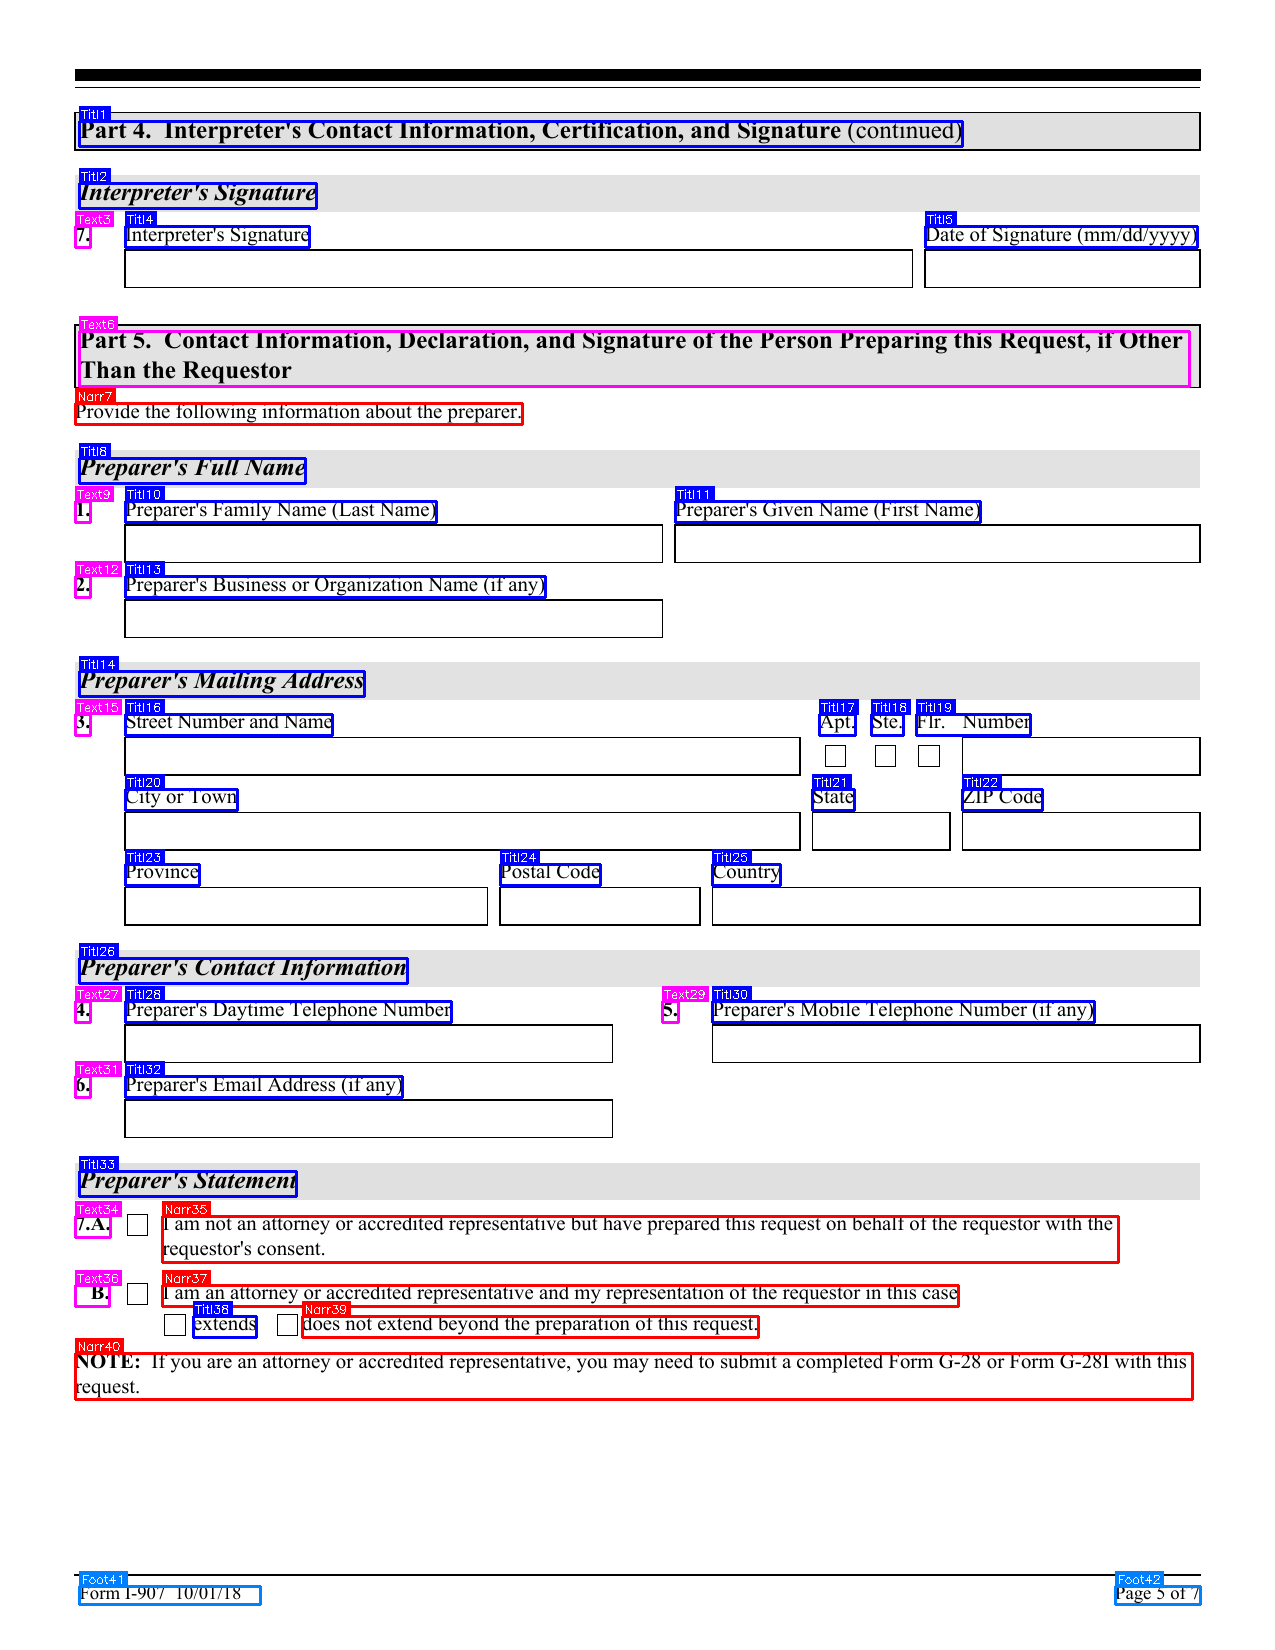 Titl1
Part 4. Interpreter's Contact Information, Certification, and Signature (continued)
Titl2
Interpreter's Signature
Text3 Titl4 Titl5
7. Interpreter's Signature Date of Signature (mm/dd/yyyy)
Text6
Part 5. Contact Information, Declaration, and Signature of the Person Preparing this Request, if Other
Than the Requestor
Narr7
Provide the following information about the preparer.
Titl8
Preparer's Full Name
Text9 Titl10 Titl11
1. Preparer's Family Name (Last Name) Preparer's Given Name (First Name)
Text12 Titl13
2. Preparer's Business or Organization Name (if any)
Titl14
Preparer's Mailing Address
Text15 Titl16 Titl17 Titl18 Titl19
3. Street Number and Name Apt. Ste. Flr. Number
Titl20 Titl21 Titl22
City or Town State ZIP Code
Titl23 Titl24 Titl25
Province Postal Code Country
Titl26
Preparer's Contact Information
Text27 Titl28 Text29 Titl30
4. Preparer's Daytime Telephone Number 5. Preparer's Mobile Telephone Number (if any)
Text31 Titl32
6. Preparer's Email Address (if any)
Titl33
Preparer's Statement
Text34 Narr35
7.A. I am not an attorney or accredited representative but have prepared this request on behalf of the requestor with the
requestor's consent.
Text36 Narr37
B. I am an attorney or accredited representative and my representation of the requestor in this case
Titl38 Narr39
extends does not extend beyond the preparation of this request.
Narr40
NOTE: If you are an attorney or accredited representative, you may need to submit a completed Form G-28 or Form G-28I with this
request.
Foot41 Foot42
Form I-907 10/01/18 Page 5 of 7